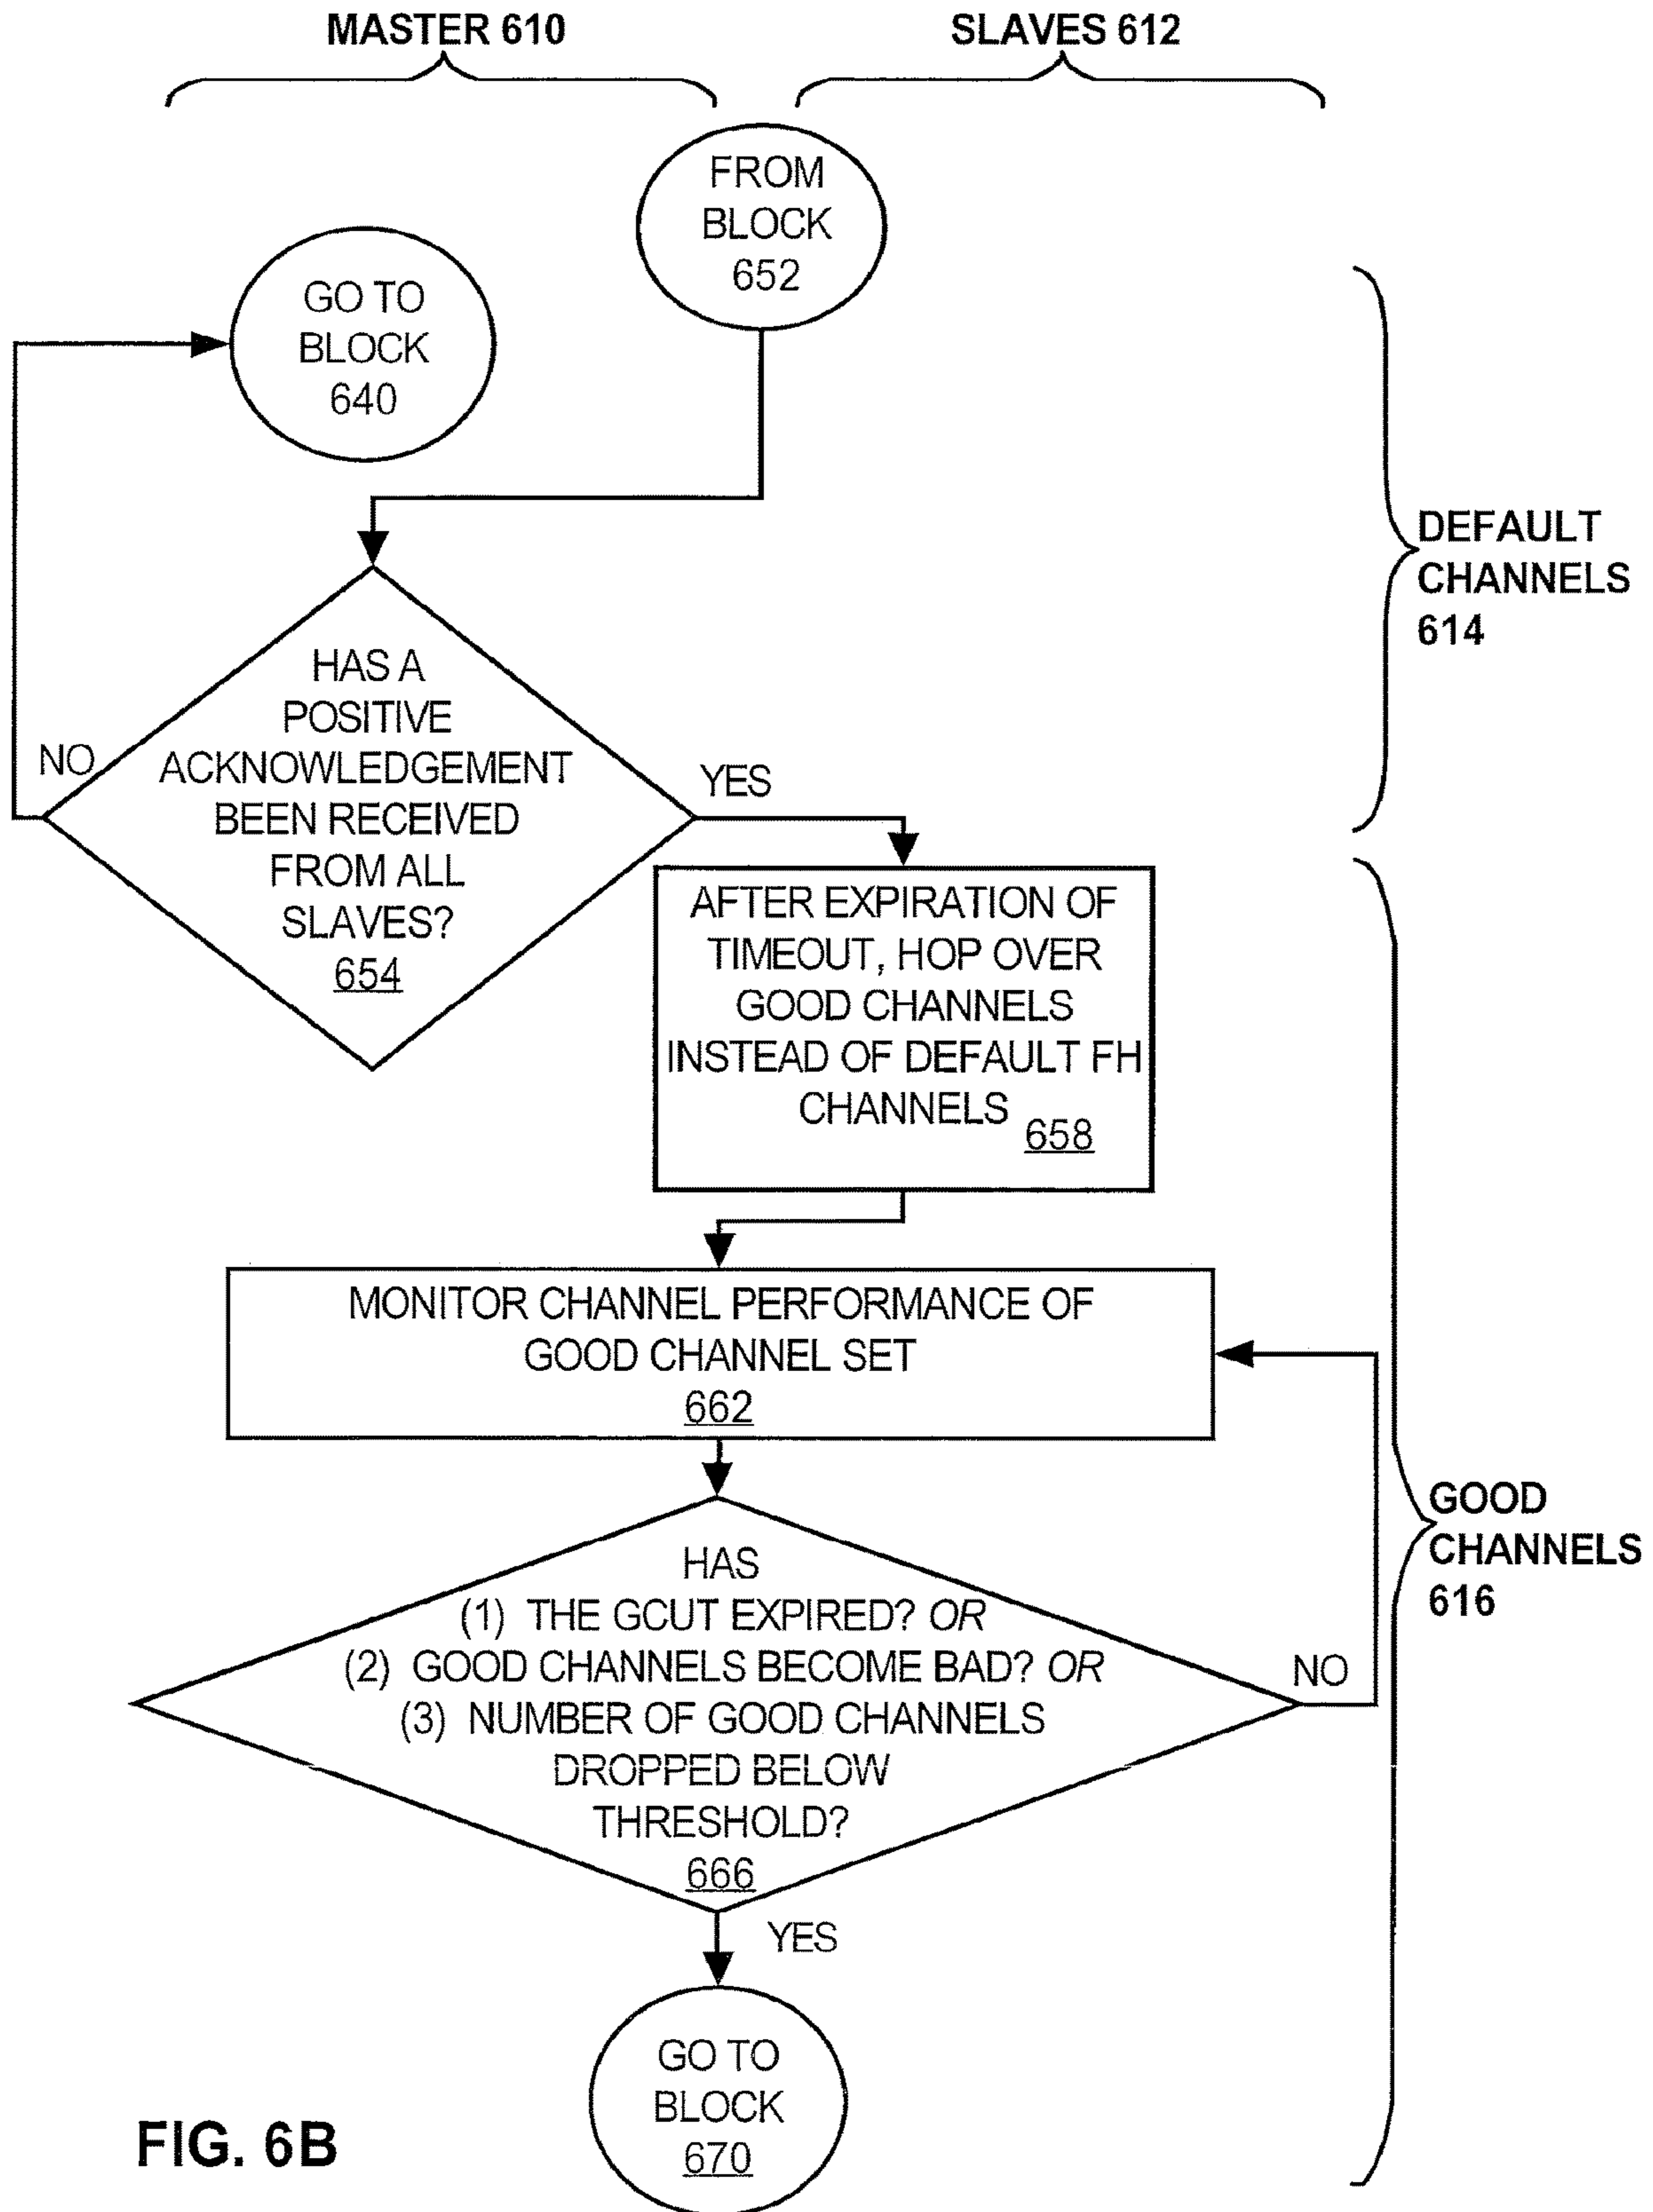 MASTER 610
SLAVES 612
FROM
BLOCK
652
GO TO
BLOCK
640
DEFAULT
CHANNELS
614
HAS A
POSITIVE
ACKNOWLEDGEMENT
BEEN RECEIVED
FROM ALL
SLAVES?
654
NO
YES
AFTER EXPIRATION OF
TIMEOUT, HOP OVER
GOOD CHANNELS
INSTEAD OF DEFAULT FH
CHANNELS
658
MONITOR CHANNEL PERFORMANCE OF
GOOD CHANNEL SET
662
GOOD
CHANNELS
616
HAS
(1) THE GCUT EXPIRED? OR
(2) GOOD CHANNELS BECOME BAD? OR
(3) NUMBER OF GOOD CHANNELS
DROPPED BELOW
THRESHOLD?
666
NO
YES
GO TO
BLOCK
670
FIG. 6B